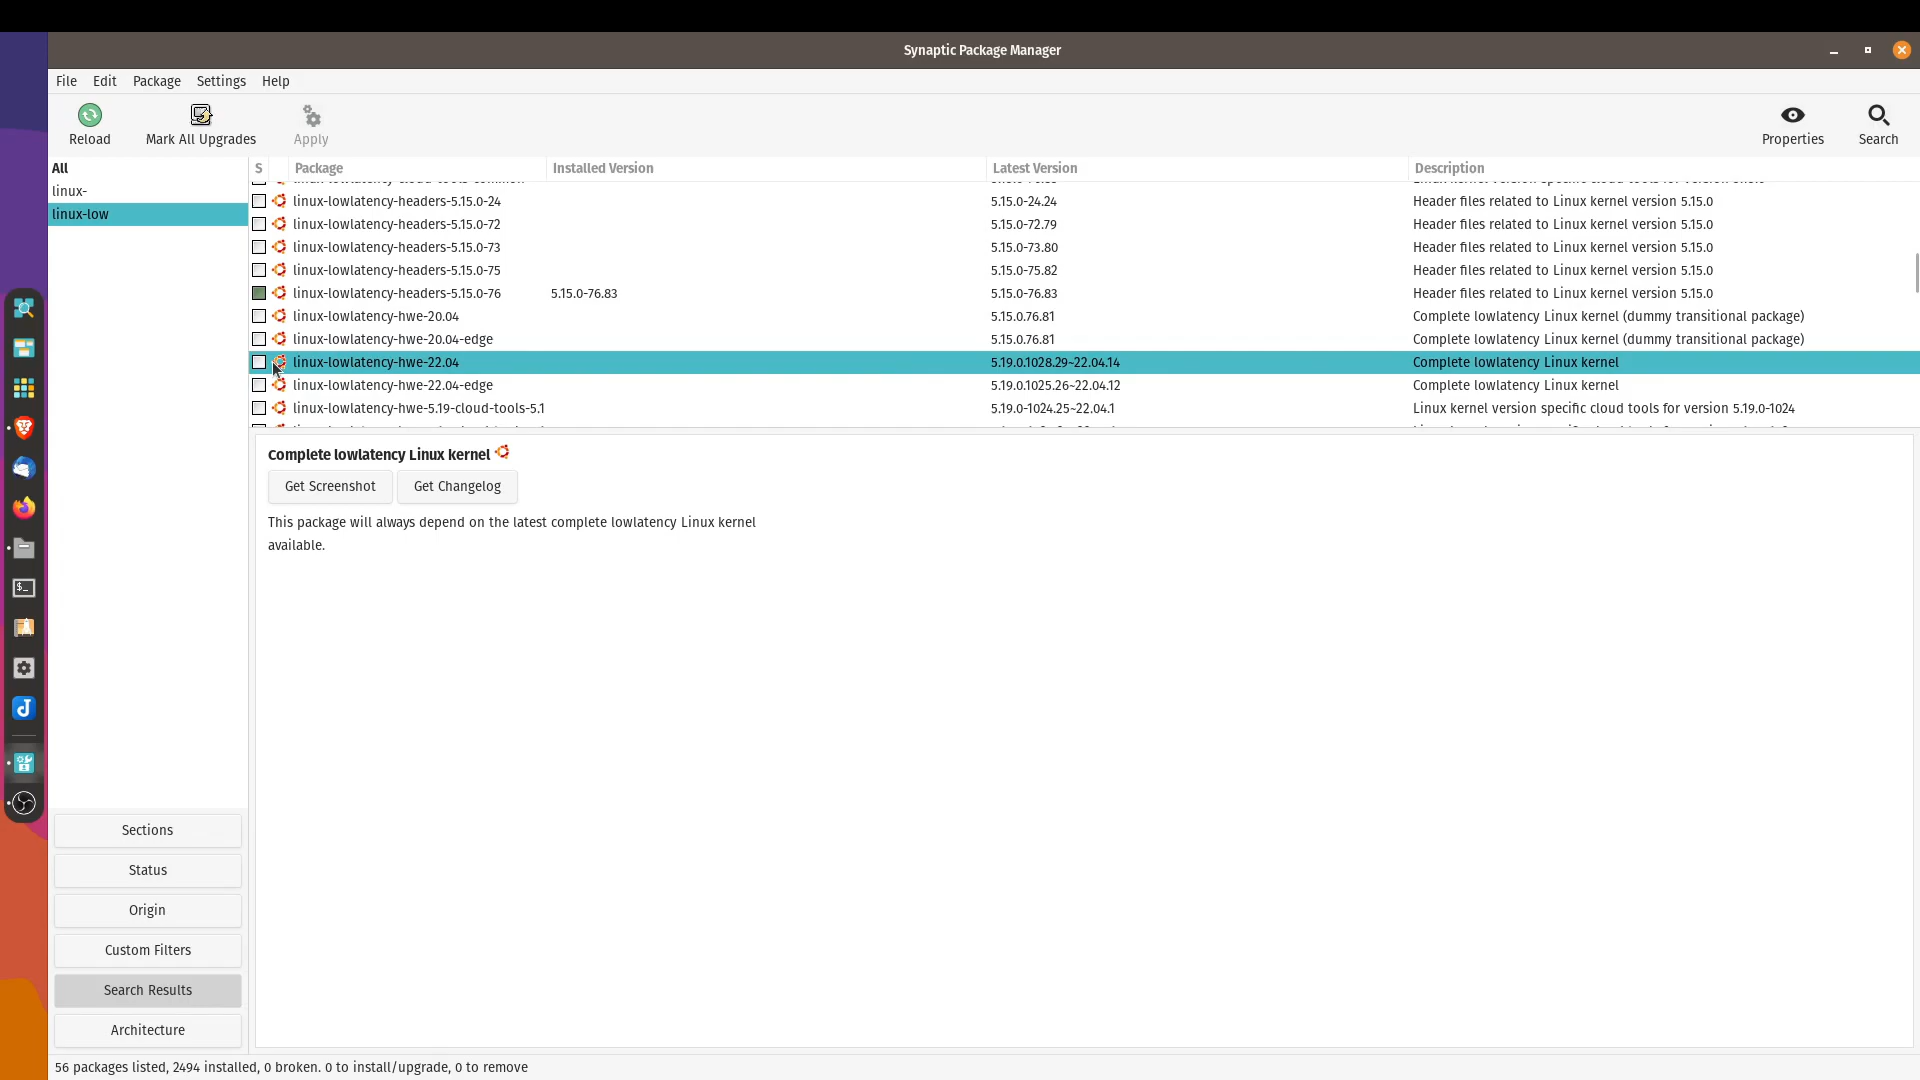 Synaptic Package Manager
File Edit Package Settings Help
Reload Mark All Upgrades Apply Properties Search
All
linux-
linux-low
S Package Installed Version Latest Version Description
linux-lowlatency-headers-5.15.0-24 5.15.0-24.24 Header files related to Linux kernel version 5.15.0
linux-lowlatency-headers-5.15.0-72 5.15.0-72.79 Header files related to Linux kernel version 5.15.0
linux-lowlatency-headers-5.15.0-73 5.15.0-73.80 Header files related to Linux kernel version 5.15.0
linux-lowlatency-headers-5.15.0-75 5.15.0-75.82 Header files related to Linux kernel version 5.15.0
linux-lowlatency-headers-5.15.0-76 5.15.0-76.83 5.15.0-76.83 Header files related to Linux kernel version 5.15.0
linux-lowlatency-hwe-20.04 5.15.0.76.81 Complete lowlatency Linux kernel (dummy transitional package)
linux-lowlatency-hwe-20.04-edge 5.15.0.76.81 Complete lowlatency Linux kernel (dummy transitional package)
linux-lowlatency-hwe-22.04 5.19.0.1028.29~22.04.14 Complete lowlatency Linux kernel
linux-lowlatency-hwe-22.04-edge 5.19.0.1025.26~22.04.12 Complete lowlatency Linux kernel
linux-lowlatency-hwe-5.19-cloud-tools-5.1 5.19.0-1024.25~22.04.1 Linux kernel version specific cloud tools for version 5.19.0-1024
Complete lowlatency Linux kernel
Get Screenshot Get Changelog
This package will always depend on the latest complete lowlatency Linux kernel
available.
Sections
Status
Origin
Custom Filters
Search Results
Architecture
56 packages listed, 2494 installed, 0 broken. 0 to install/upgrade, 0 to remove